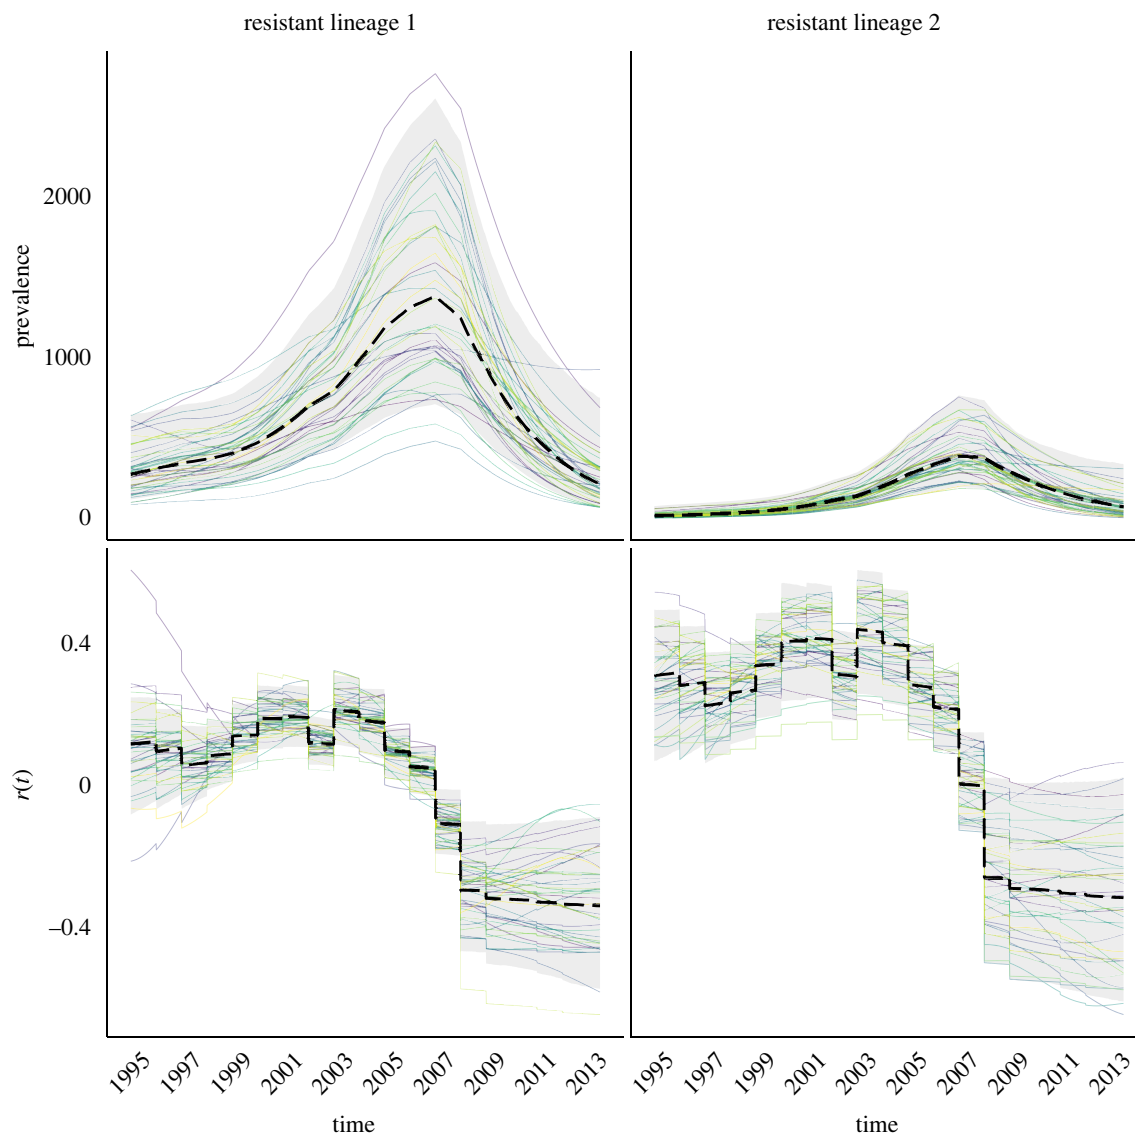 resistant lineage 1
resistant lineage 2
prevalence
2000
1000
0
r(t)
0.4
0
–0.4
1995 1997 1999 2001 2003 2005 2007 2009 2011 2013
1995 1997 1999 2001 2003 2005 2007 2009 2011 2013
time
time